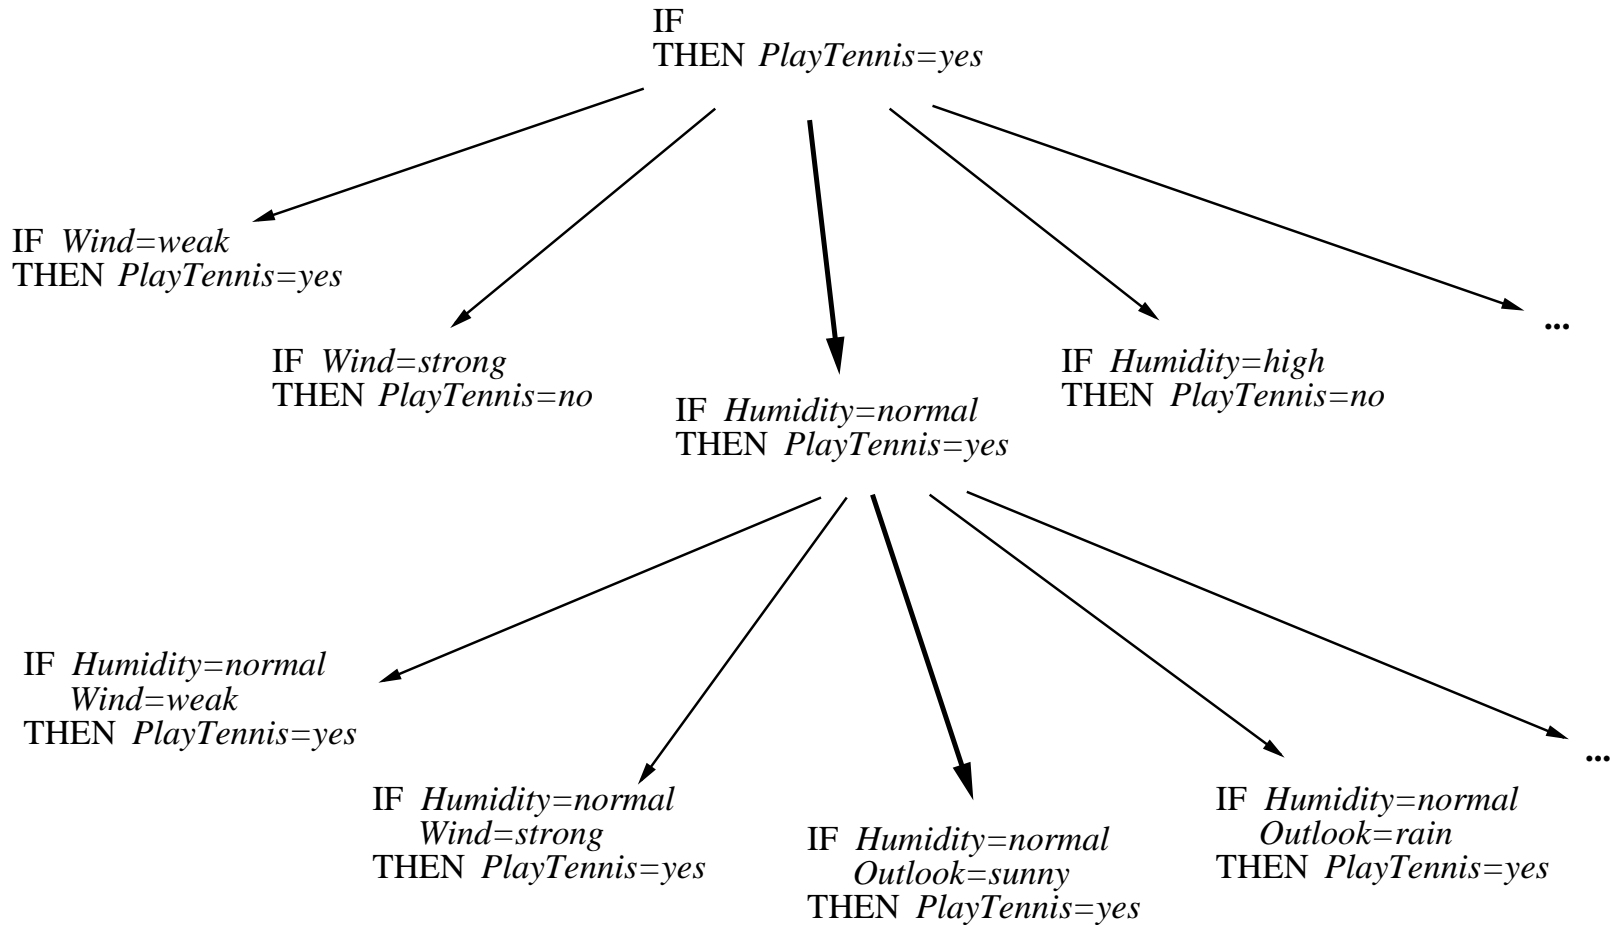 IF
THEN PlayTennis=yes
IF Wind=weak
THEN PlayTennis=yes
IF Wind=strong
THEN PlayTennis=no
IF Humidity=normal
THEN PlayTennis=yes
IF Humidity=high
THEN PlayTennis=no
...
IF Humidity=normal
Wind=weak
THEN PlayTennis=yes
IF Humidity=normal
Wind=strong
THEN PlayTennis=yes
IF Humidity=normal
Outlook=sunny
THEN PlayTennis=yes
IF Humidity=normal
Outlook=rain
THEN PlayTennis=yes
...